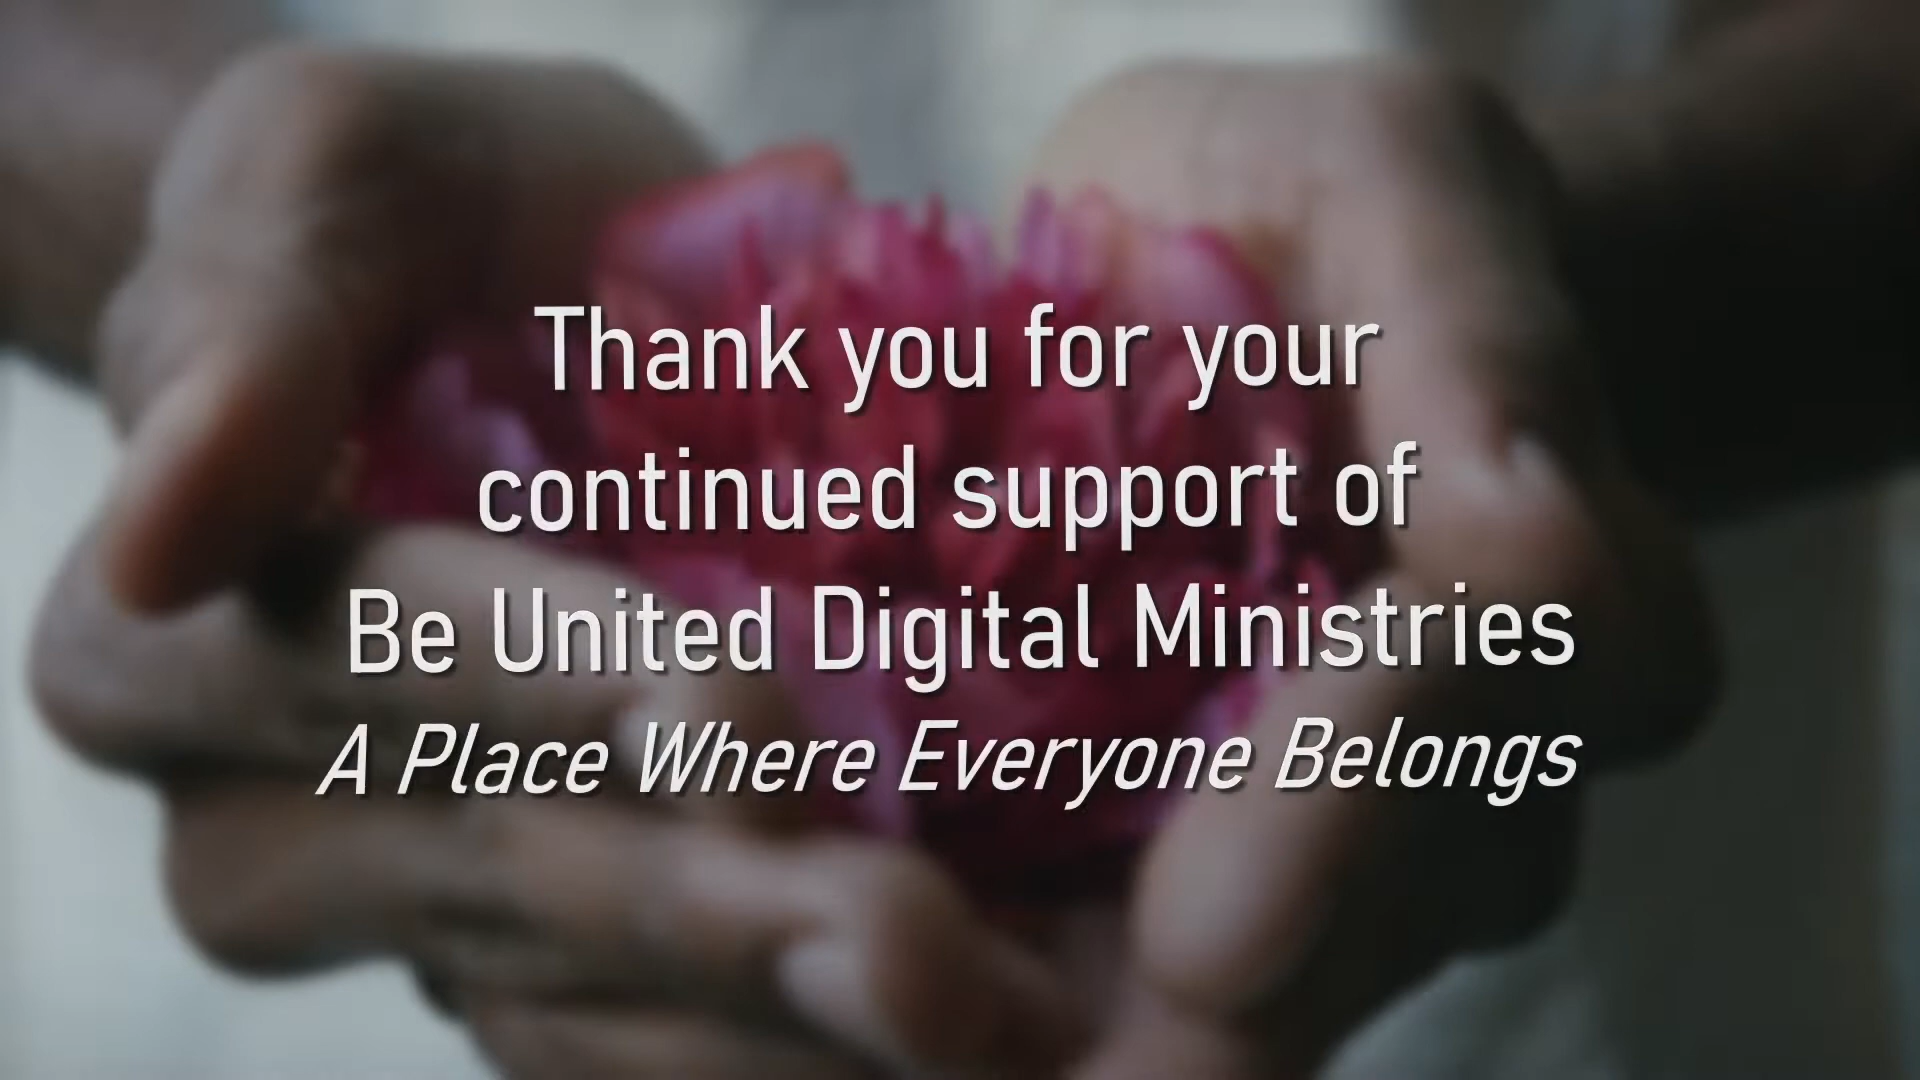 Thank you for your
continued support of
Be United Digital Ministries
A Place Where Everyone Belongs